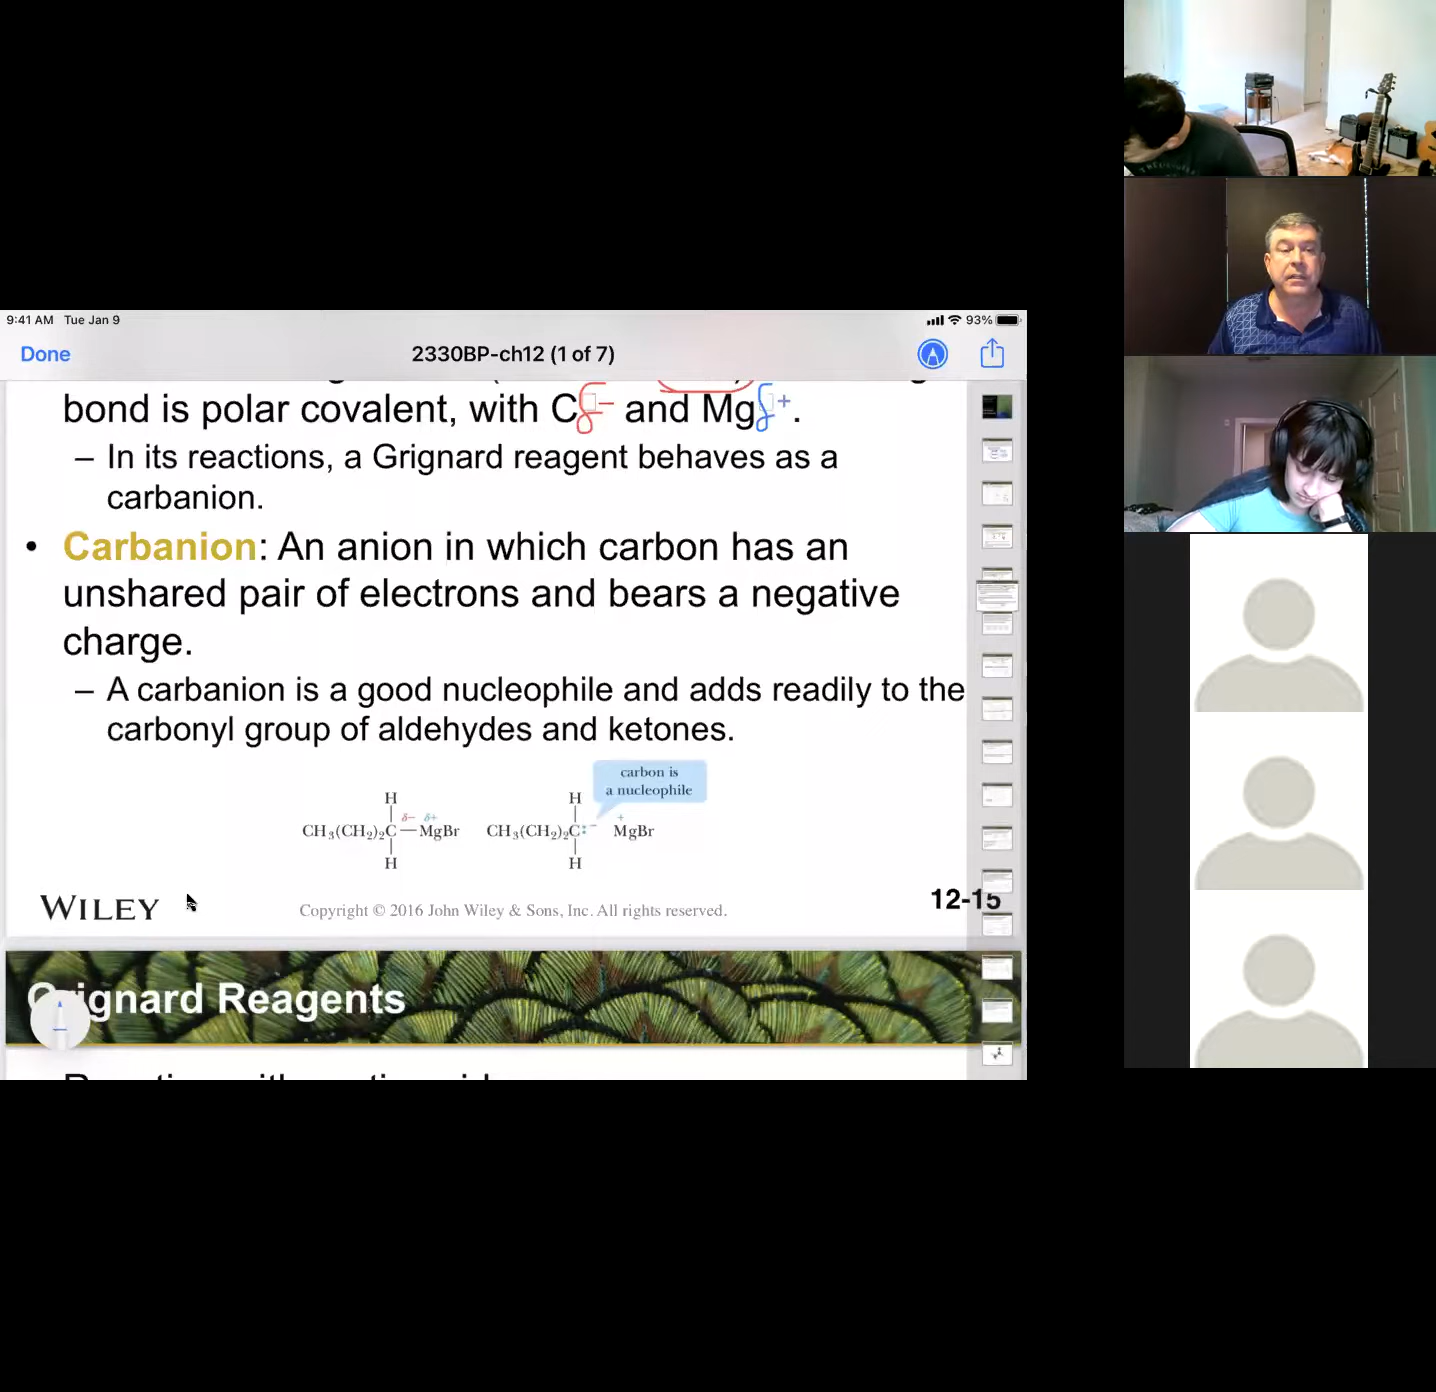 9:41 AM Tue Jan 9
93%
Done
2330BP-ch12 (1 of 7)
bond is polar covalent, with Cδ− and Mgδ+.
– In its reactions, a Grignard reagent behaves as a
carbanion.
• Carbanion: An anion in which carbon has an
unshared pair of electrons and bears a negative
charge.
– A carbanion is a good nucleophile and adds readily to the
carbonyl group of aldehydes and ketones.
carbon is
a nucleophile
H H
δ− δ+ +
CH₃(CH₂)₂C—MgBr CH₃(CH₂)₂C:⁻ MgBr
H H
WILEY
Copyright © 2016 John Wiley & Sons, Inc. All rights reserved.
12-15
Grignard Reagents